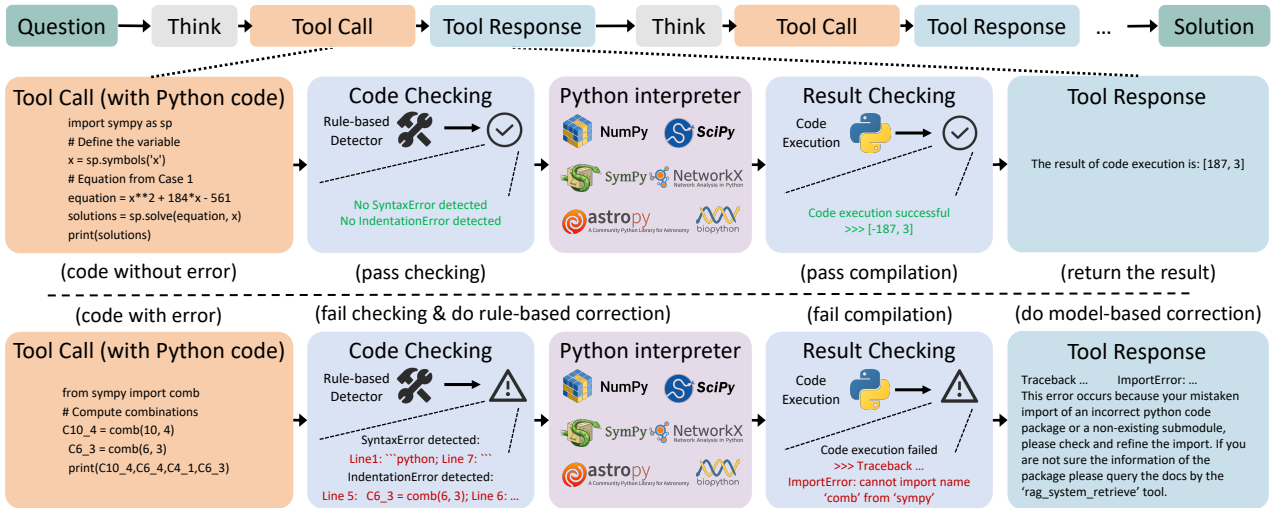 Question
Think
Tool Call
Tool Response
Think
Tool Call
Tool Response
...
Solution
Tool Call (with Python code)
import sympy as sp
# Define the variable
x = sp.symbols('x')
# Equation from Case 1
equation = x**2 + 184*x - 561
solutions = sp.solve(equation, x)
print(solutions)
(code without error)
Code Checking
Rule-based
Detector
No SyntaxError detected
No IndentationError detected
(pass checking)
Python interpreter
NumPy
SciPy
SymPy
NetworkX
Network Analysis in Python
astropy
A Community Python Library for Astronomy
biopython
Result Checking
Code
Execution
Code execution successful
>>> [-187, 3]
(pass compilation)
Tool Response
The result of code execution is: [187, 3]
(return the result)
(code with error)
Tool Call (with Python code)
from sympy import comb
# Compute combinations
C10_4 = comb(10, 4)
C6_3 = comb(6, 3)
print(C10_4,C6_4,C4_1,C6_3)
(fail checking & do rule-based correction)
Code Checking
Rule-based
Detector
SyntaxError detected:
Line1: ```python; Line 7: ```
IndentationError detected:
Line 5: C6_3 = comb(6, 3); Line 6: ...
Python interpreter
NumPy
SciPy
SymPy
NetworkX
Network Analysis in Python
astropy
A Community Python Library for Astronomy
biopython
(fail compilation)
Result Checking
Code
Execution
Code execution failed
>>> Traceback ...
ImportError: cannot import name
‘comb’ from ‘sympy’
(do model-based correction)
Tool Response
Traceback ... ImportError: ...
This error occurs because your mistaken
import of an incorrect python code
package or a non-existing submodule,
please check and refine the import. If you
are not sure the information of the
package please query the docs by the
‘rag_system_retrieve’ tool.